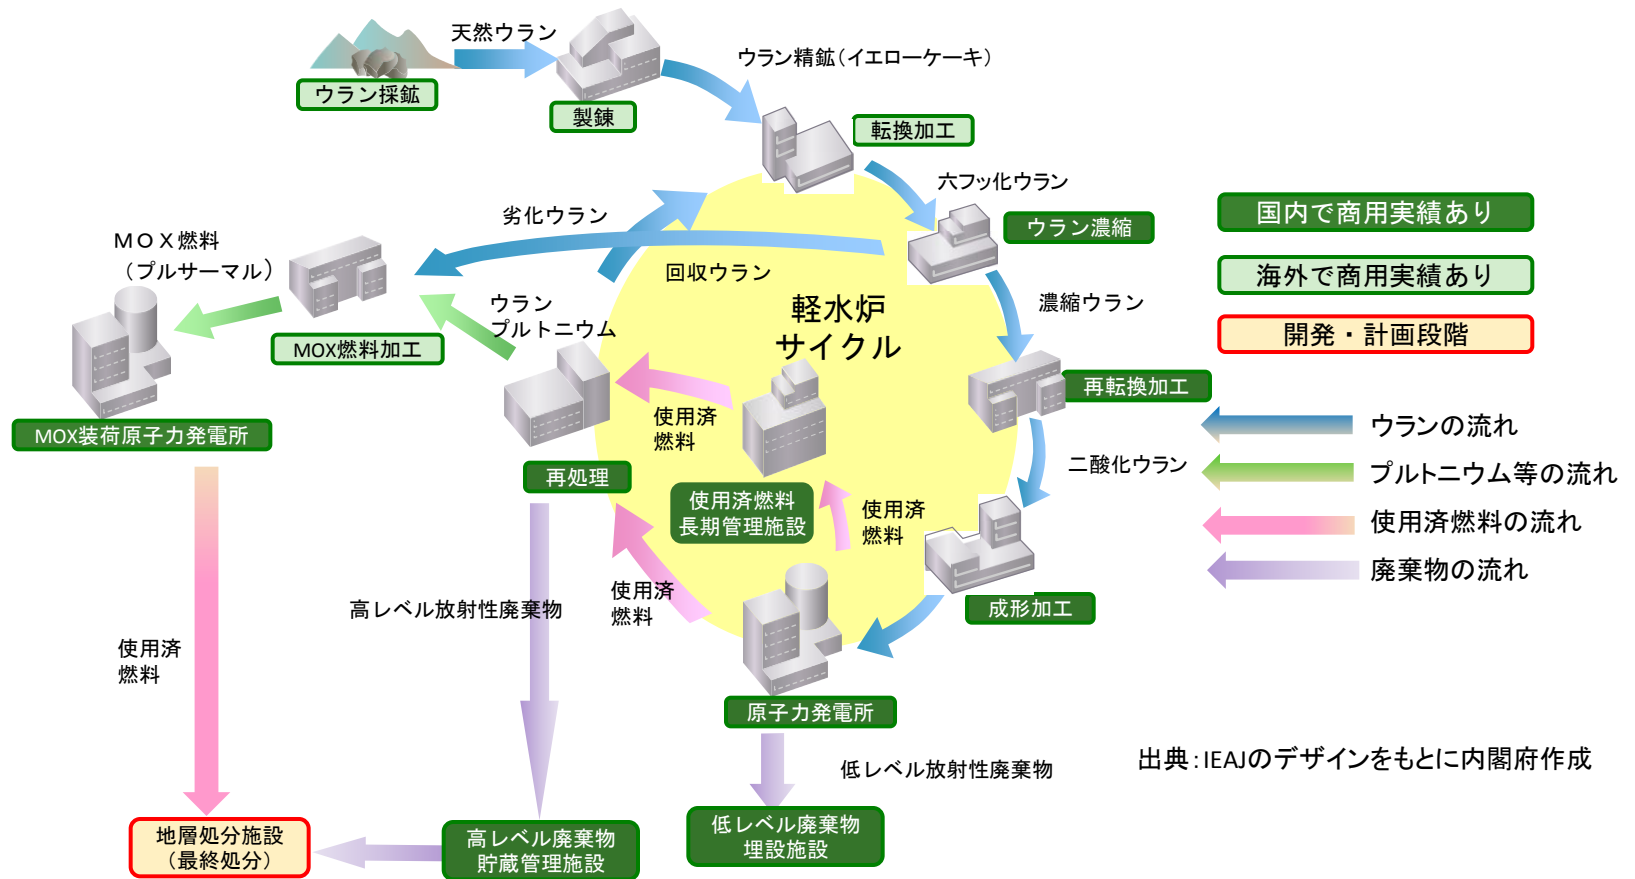 天然ウラン
ウラン採鉱
製錬
ウラン精鉱(イエローケーキ)
転換加工
六フッ化ウラン
ウラン濃縮
国内で商用実績あり
海外で商用実績あり
開発・計画段階
劣化ウラン
回収ウラン
濃縮ウラン
MOX燃料
(プルサーマル)
MOX燃料加工
ウラン
プルトニウム
軽水炉
サイクル
再転換加工
MOX装荷原子力発電所
使用済
燃料
再処理
使用済燃料
長期管理施設
使用済
燃料
二酸化ウラン
ウランの流れ
プルトニウム等の流れ
使用済燃料の流れ
廃棄物の流れ
高レベル放射性廃棄物
使用済
燃料
成形加工
使用済
燃料
原子力発電所
低レベル放射性廃棄物
出典:IEAJのデザインをもとに内閣府作成
地層処分施設
(最終処分)
高レベル廃棄物
貯蔵管理施設
低レベル廃棄物
埋設施設